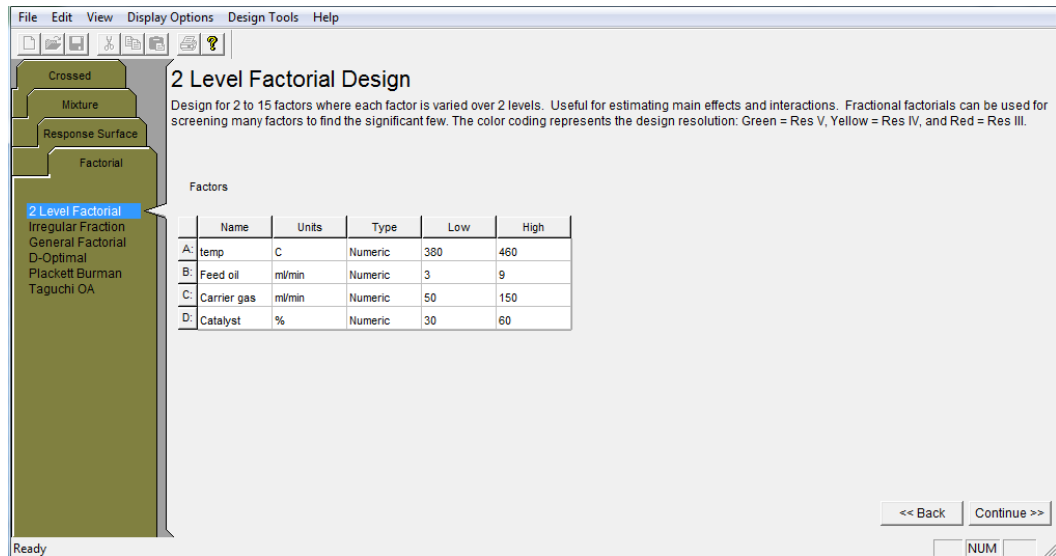 File Edit View Display Options Design Tools Help
Crossed
Mixture
Response Surface
Factorial
2 Level Factorial
Irregular Fraction
General Factorial
D-Optimal
Plackett Burman
Taguchi OA
2 Level Factorial Design
Design for 2 to 15 factors where each factor is varied over 2 levels. Useful for estimating main effects and interactions. Fractional factorials can be used for
screening many factors to find the significant few. The color coding represents the design resolution: Green = Res V, Yellow = Res IV, and Red = Res III.
Factors
Name Units Type Low High
A: temp C Numeric 380 460
B: Feed oil ml/min Numeric 3 9
C: Carrier gas ml/min Numeric 50 150
D: Catalyst % Numeric 30 60
<< Back Continue >>
Ready NUM